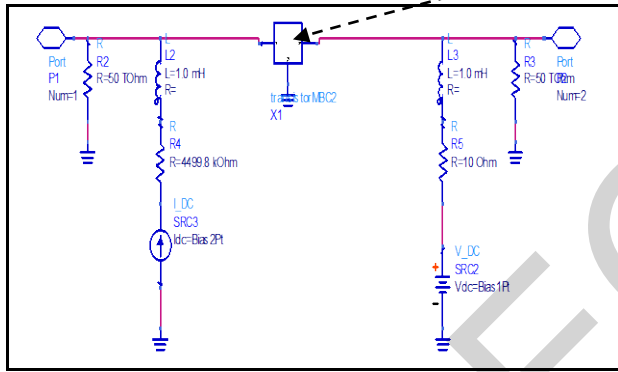 Port
P1
Num=1
R
R2
R=50 TOhm
L
L2
L=1.0 mH
R=
R
R4
R=4499.8 kOhm
I_DC
SRC3
Idc=Bias2Pt
transistorMBC2
X1
L
L3
L=1.0 mH
R=
R
R5
R=10 Ohm
V_DC
SRC2
Vdc=Bias1Pt
+
-
R
R3
R=50
Port
Num=2